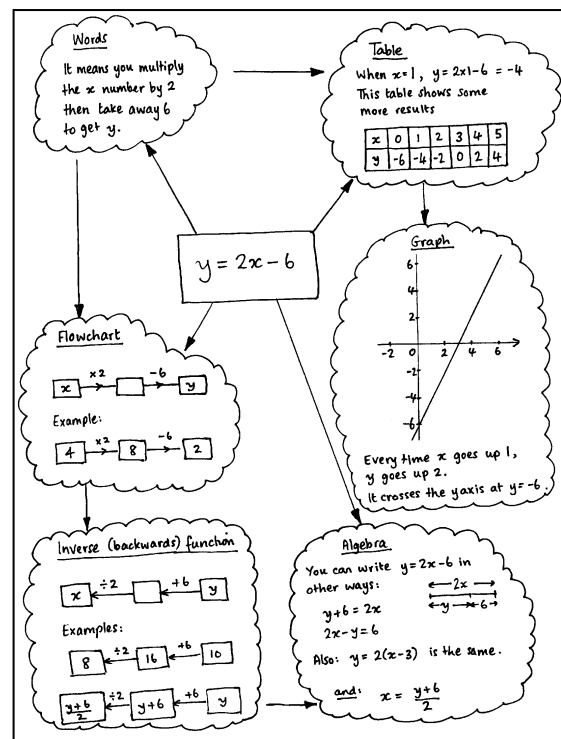 Words
It means you multiply
the x number by 2
then take away 6
to get y.
Table
When x=1, y=2x1-6 = -4
This table shows some
more results
x 0 1 2 3 4 5
y -6 -4 -2 0 2 4
y = 2x - 6
Graph
6
4
2
-2 0 2 4 6
-2
-4
-6
Every time x goes up 1,
y goes up 2.
It crosses the y axis at y=-6.
Flowchart
×2 -6
x y
Example:
×2 -6
4 8 2
Inverse (backwards) function
÷2 +6
x y
Examples:
÷2 +6
8 16 10
÷2 +6
y+6/2 y+6 y
Algebra
You can write y=2x-6 in
other ways:
2x
y 6
y+6 = 2x
2x-y = 6
Also: y = 2(x-3) is the same.
and: x = y+6/2